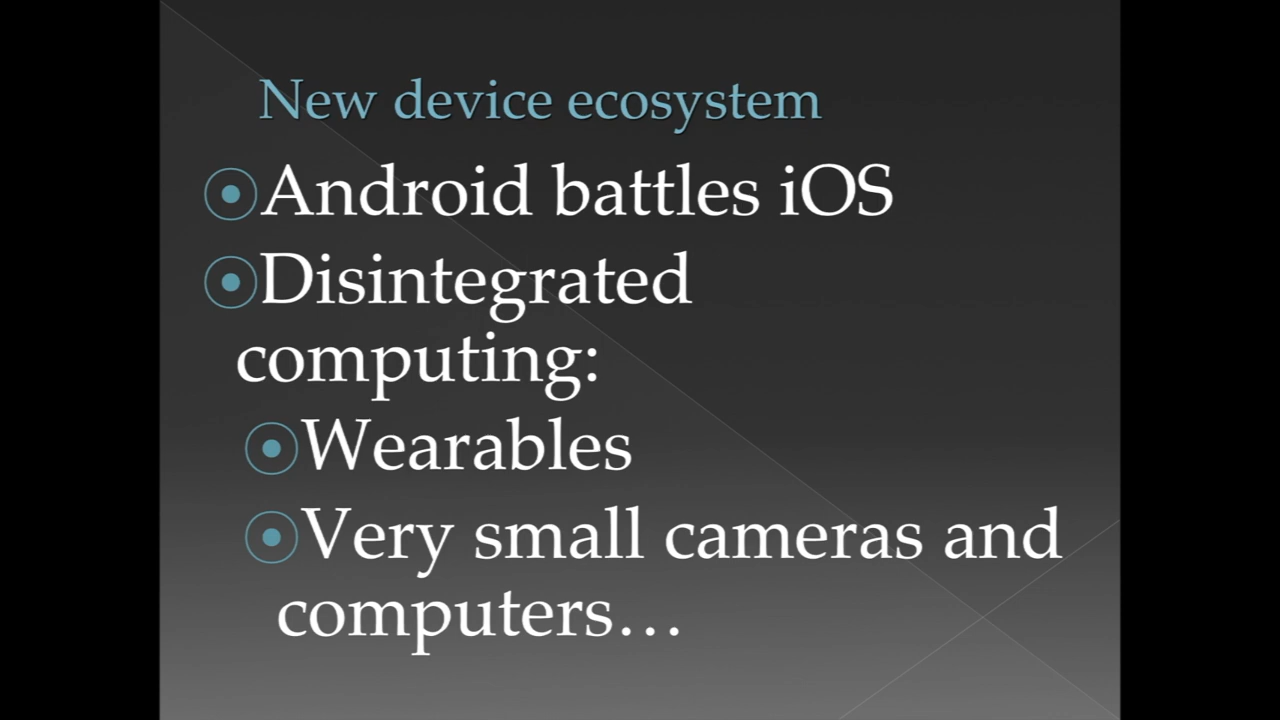 New device ecosystem
Android battles iOS
Disintegrated
computing:
Wearables
Very small cameras and
computers…